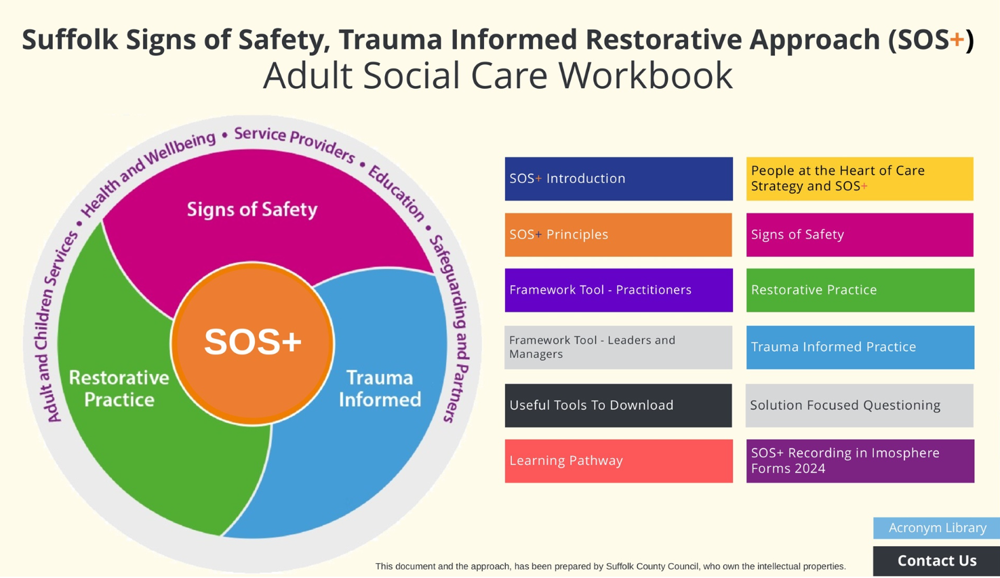 Suffolk Signs of Safety, Trauma Informed Restorative Approach (SOS+)
Adult Social Care Workbook
Adult and Children Services • Health and Wellbeing • Service Providers • Education • Safeguarding and Partners
Signs of Safety
SOS+
Restorative
Practice
Trauma
Informed
SOS+ Introduction
People at the Heart of Care
Strategy and SOS+
SOS+ Principles
Signs of Safety
Framework Tool - Practitioners
Restorative Practice
Framework Tool - Leaders and
Managers
Trauma Informed Practice
Useful Tools To Download
Solution Focused Questioning
Learning Pathway
SOS+ Recording in Imosphere
Forms 2024
Acronym Library
Contact Us
This document and the approach, has been prepared by Suffolk County Council, who own the intellectual properties.